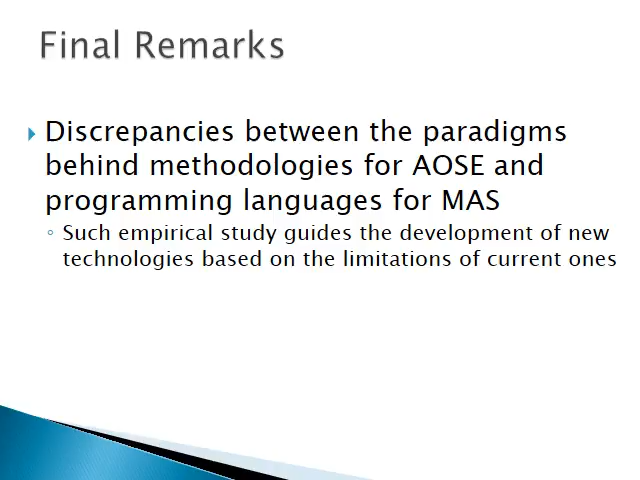 Final Remarks
Discrepancies between the paradigms
behind methodologies for AOSE and
programming languages for MAS
Such empirical study guides the development of new
technologies based on the limitations of current ones